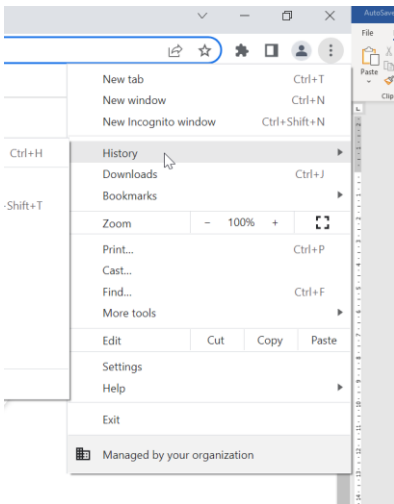 AutoSave
File
Paste
Clip
New tab Ctrl+T
New window Ctrl+N
New Incognito window Ctrl+Shift+N
Ctrl+H
History
Downloads Ctrl+J
Bookmarks
-Shift+T
Zoom - 100% +
Print... Ctrl+P
Cast...
Find... Ctrl+F
More tools
Edit Cut Copy Paste
Settings
Help
Exit
Managed by your organization